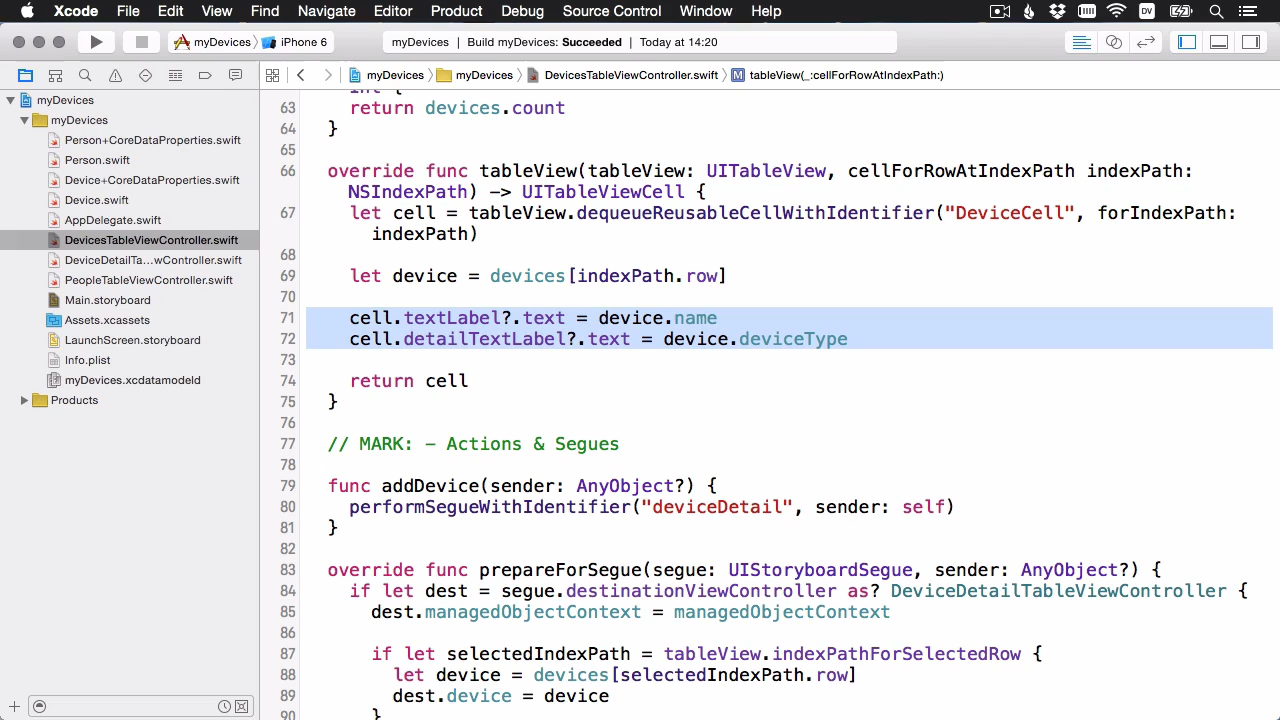 Xcode File Edit View Find Navigate Editor Product Debug Source Control Window Help DV
myDevices iPhone 6 myDevices | Build myDevices: Succeeded | Today at 14:20
myDevices myDevices DevicesTableViewController.swift M tableView(_:cellForRowAtIndexPath:)
myDevices
myDevices
Person+CoreDataProperties.swift
Person.swift
Device+CoreDataProperties.swift
Device.swift
AppDelegate.swift
DevicesTableViewController.swift
DeviceDetailTa...wController.swift
PeopleTableViewController.swift
Main.storyboard
Assets.xcassets
LaunchScreen.storyboard
Info.plist
myDevices.xcdatamodeld
Products
Int {
63 return devices.count
64 }
65
66 override func tableView(tableView: UITableView, cellForRowAtIndexPath indexPath:
NSIndexPath) -> UITableViewCell {
67 let cell = tableView.dequeueReusableCellWithIdentifier("DeviceCell", forIndexPath:
indexPath)
68
69 let device = devices[indexPath.row]
70
71 cell.textLabel?.text = device.name
72 cell.detailTextLabel?.text = device.deviceType
73
74 return cell
75 }
76
77 // MARK: - Actions & Segues
78
79 func addDevice(sender: AnyObject?) {
80 performSegueWithIdentifier("deviceDetail", sender: self)
81 }
82
83 override func prepareForSegue(segue: UIStoryboardSegue, sender: AnyObject?) {
84 if let dest = segue.destinationViewController as? DeviceDetailTableViewController {
85 dest.managedObjectContext = managedObjectContext
86
87 if let selectedIndexPath = tableView.indexPathForSelectedRow {
88 let device = devices[selectedIndexPath.row]
89 dest.device = device
90 }